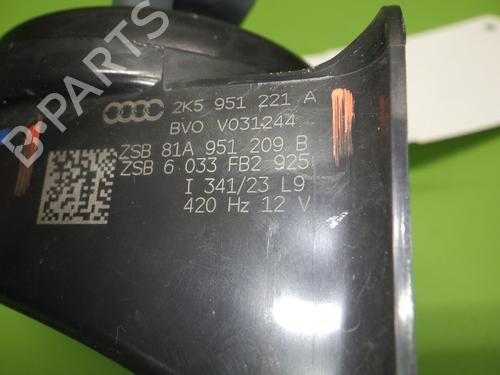 2K5 951 221 A
BVO V031244
ZSB 81A 951 209 B
ZSB 6 033 FB2 925
I 341/23 L9
420 Hz 12 V
B-PARTS